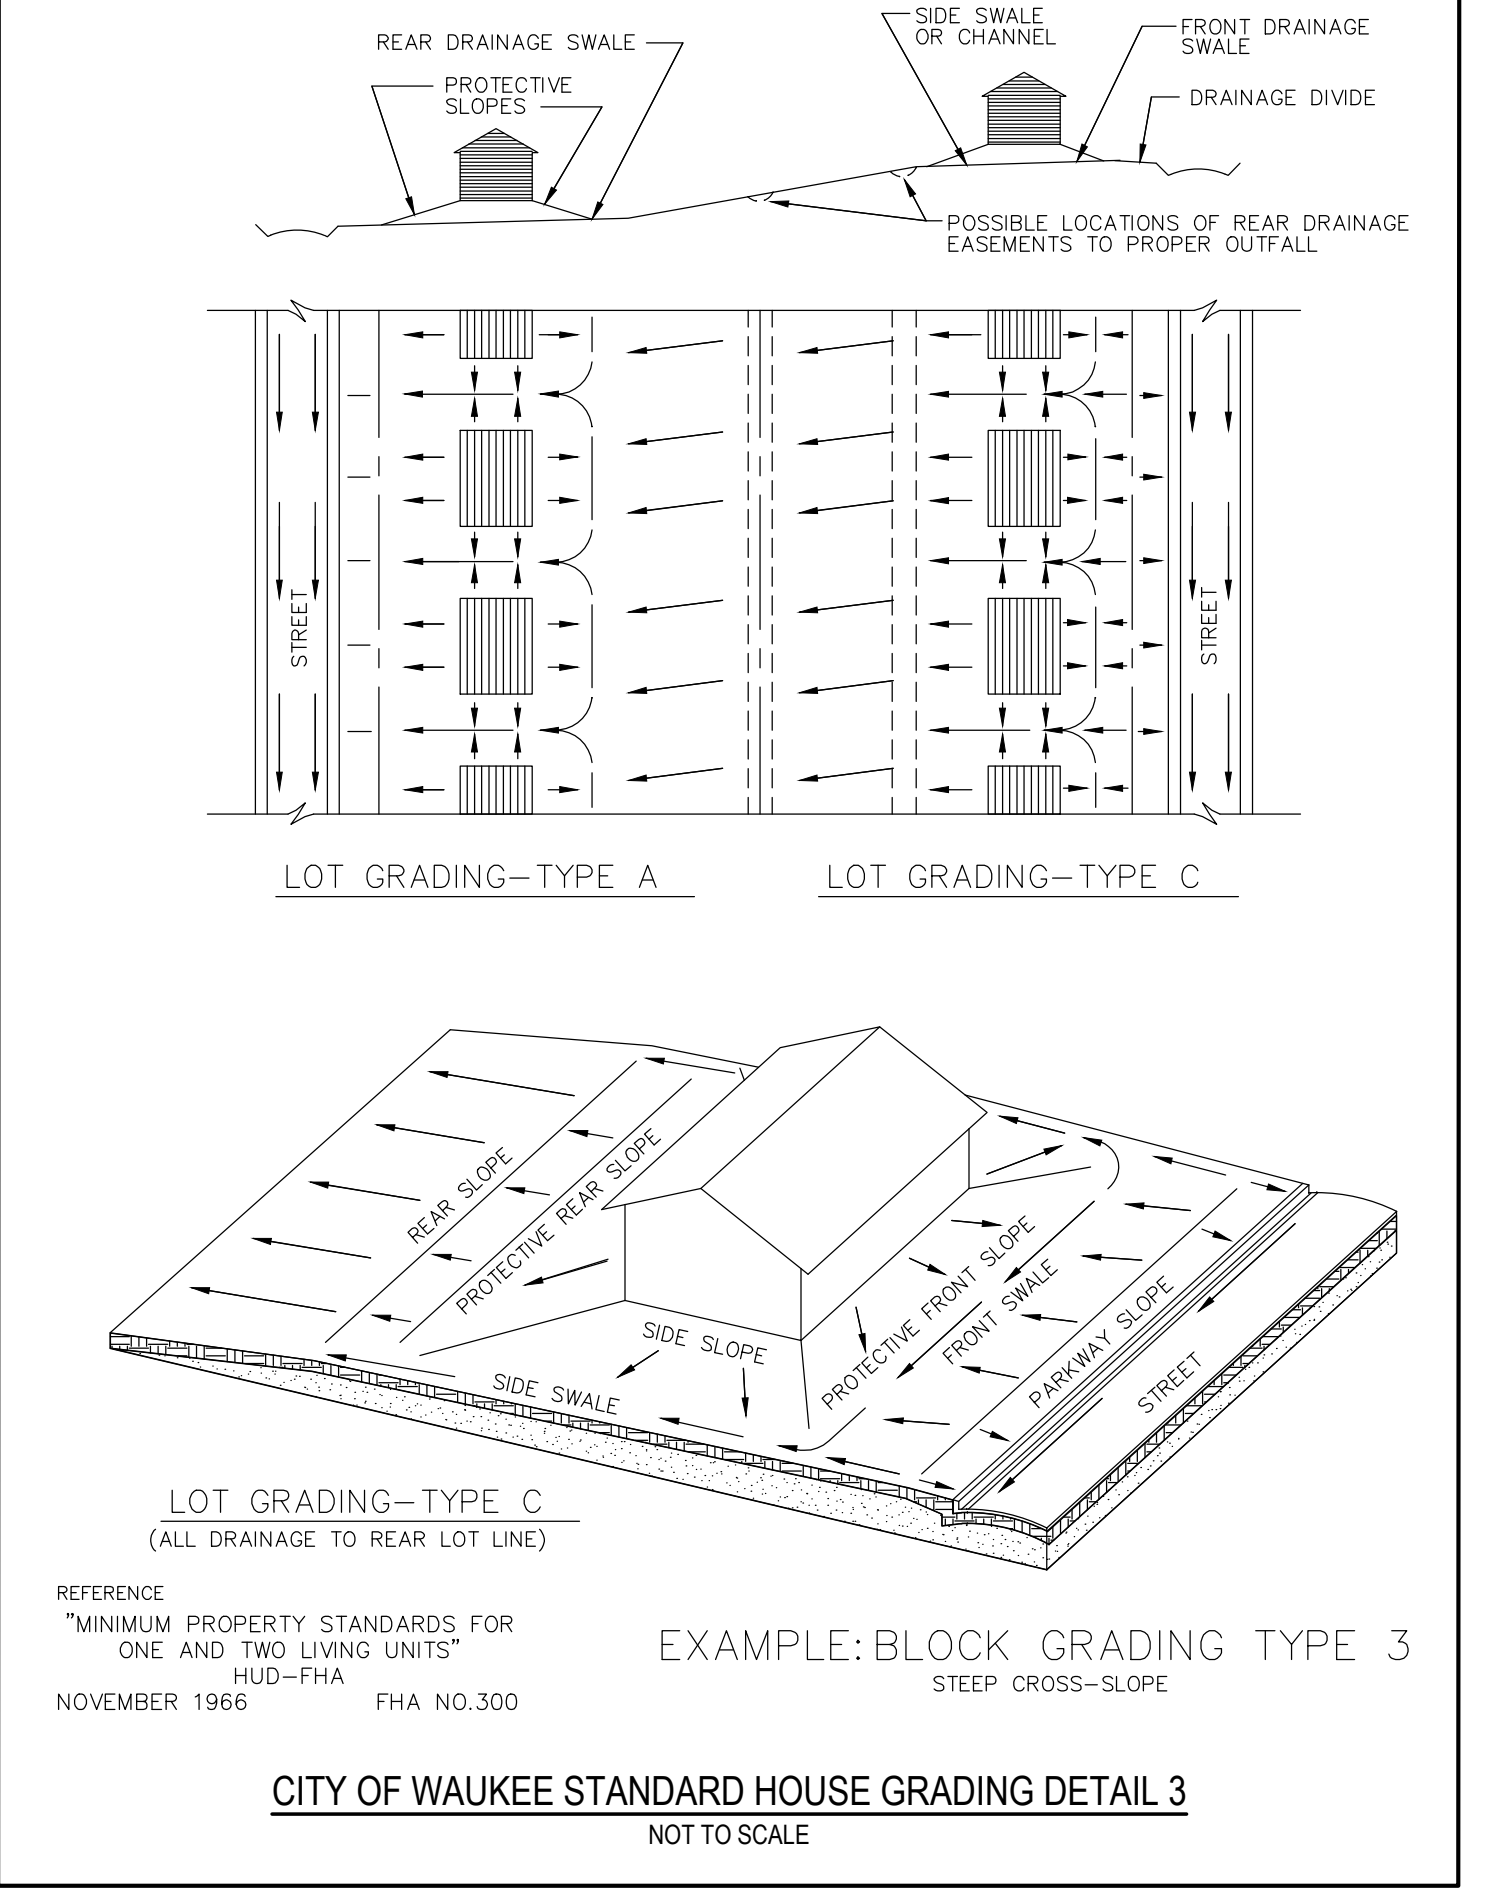 SIDE SWALE
OR CHANNEL
FRONT DRAINAGE
SWALE
REAR DRAINAGE SWALE
PROTECTIVE
SLOPES
DRAINAGE DIVIDE
POSSIBLE LOCATIONS OF REAR DRAINAGE
EASEMENTS TO PROPER OUTFALL
STREET
STREET
LOT GRADING-TYPE A
LOT GRADING-TYPE C
REAR SLOPE
PROTECTIVE REAR SLOPE
SIDE SLOPE
SIDE SWALE
PROTECTIVE FRONT SLOPE
FRONT SWALE
PARKWAY SLOPE
STREET
LOT GRADING-TYPE C
(ALL DRAINAGE TO REAR LOT LINE)
REFERENCE
"MINIMUM PROPERTY STANDARDS FOR
ONE AND TWO LIVING UNITS"
HUD-FHA
NOVEMBER 1966 FHA NO.300
EXAMPLE: BLOCK GRADING TYPE 3
STEEP CROSS-SLOPE
CITY OF WAUKEE STANDARD HOUSE GRADING DETAIL 3
NOT TO SCALE